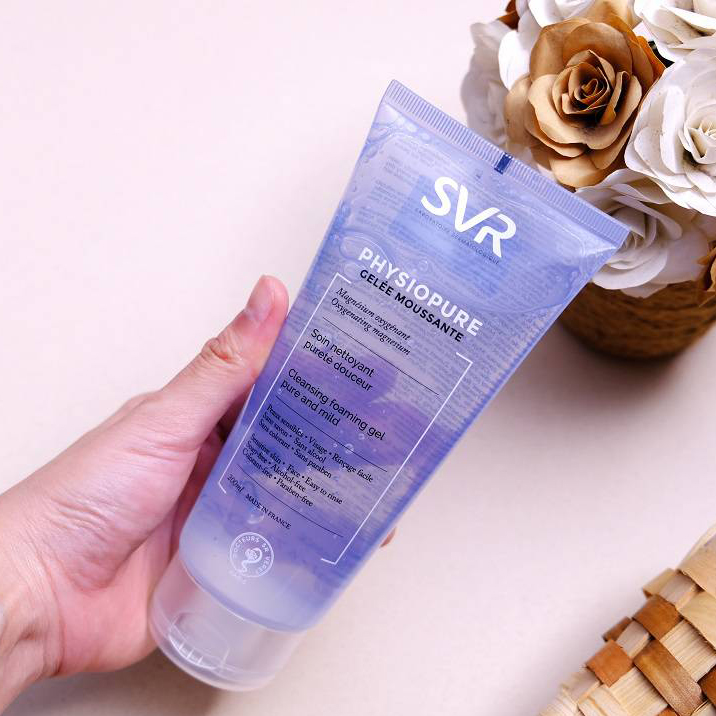 SVR
LABORATOIRE DERMATOLOGIQUE
PHYSIOPURE
GELÉE MOUSSANTE
Magnésium oxygénant
Oxygenating magnesium
Soin nettoyant
pureté douceur
Cleansing foaming gel
pure and mild
Peaux sensibles • Visage • Rinçage facile
Sans savon • Sans alcool
Sans colorant • Sans paraben
Sensitive skin • Face • Easy to rinse
Soap-free • Alcohol-free
Colorant-free • Paraben-free
200ml MADE IN FRANCE